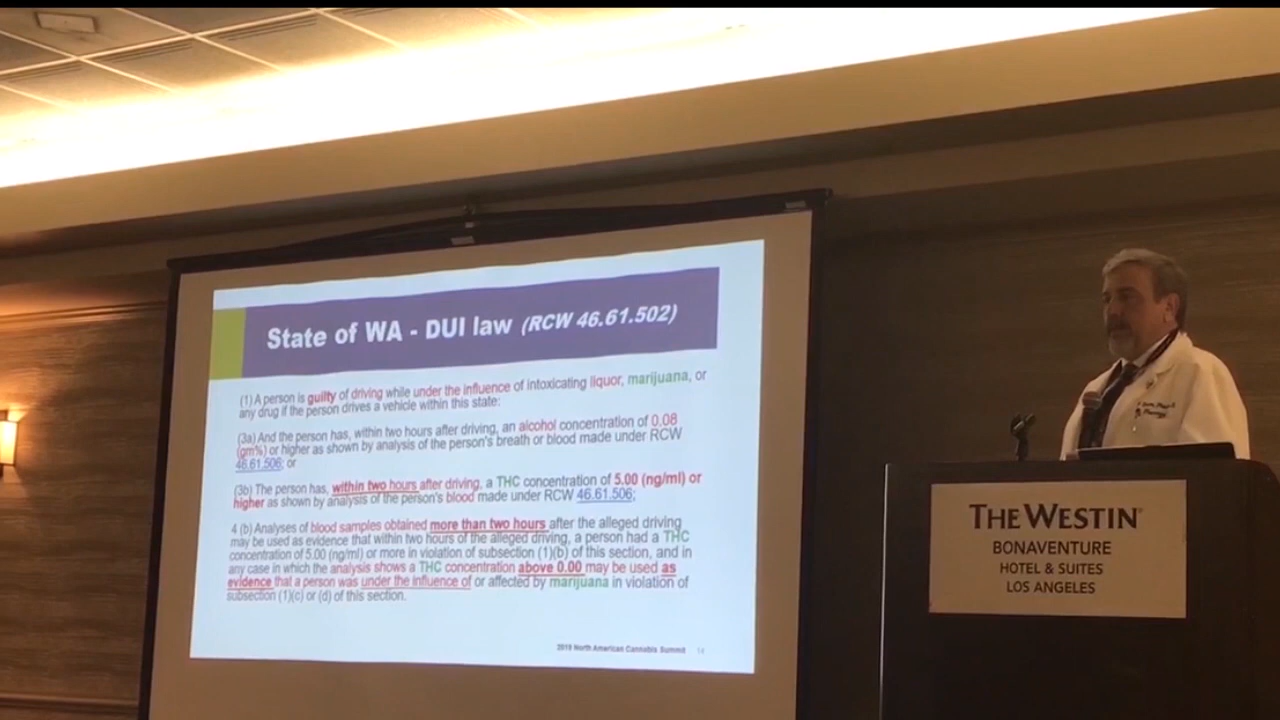 State of WA - DUI law (RCW 46.61.502)
(1) A person is guilty of driving while under the influence of intoxicating liquor, marijuana, or
any drug if the person drives a vehicle within this state:
(3a) And the person has, within two hours after driving, an alcohol concentration of 0.08
(gm%) or higher as shown by analysis of the person's breath or blood made under RCW
46.61.506; or
(3b) The person has, within two hours after driving, a THC concentration of 5.00 (ng/ml) or
higher as shown by analysis of the person's blood made under RCW 46.61.506;
4 (b) Analyses of blood samples obtained more than two hours after the alleged driving
may be used as evidence that within two hours of the alleged driving, a person had a THC
concentration of 5.00 (ng/ml) or more in violation of subsection (1)(b) of this section, and in
any case in which the analysis shows a THC concentration above 0.00 may be used as
evidence that a person was under the influence of or affected by marijuana in violation of
subsection (1)(c) or (d) of this section.
2019 North American Cannabis Summit 14
THE WESTIN
BONAVENTURE
HOTEL & SUITES
LOS ANGELES